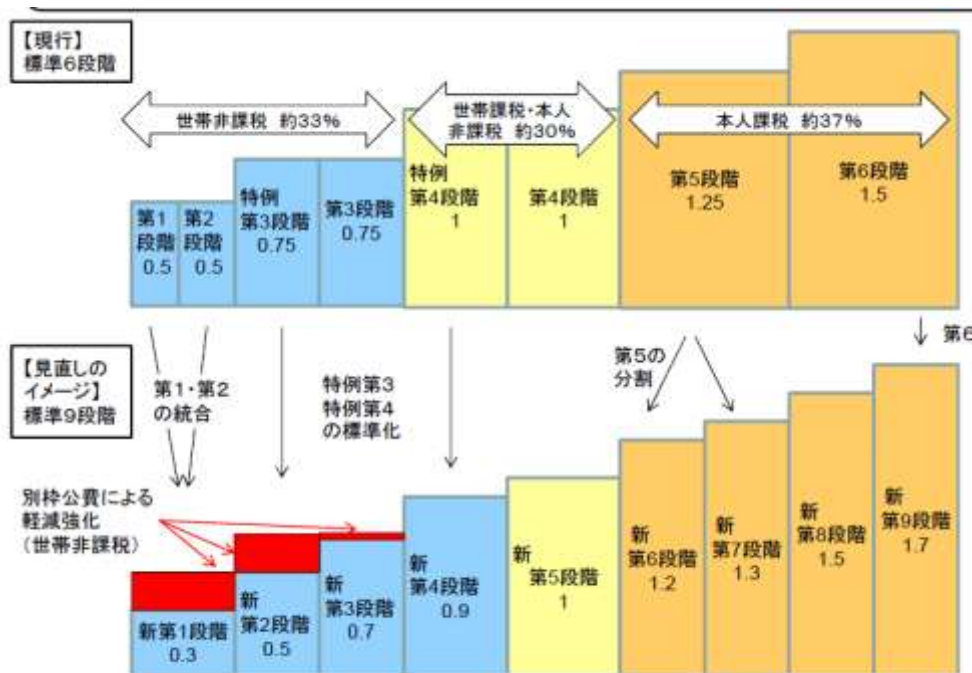 【現行】
標準6段階
世帯非課税 約33%
世帯課税・本人
非課税 約30%
本人課税 約37%
第1
段階
0.5
第2
段階
0.5
特例
第3段階
0.75
第3段階
0.75
特例
第4段階
1
第4段階
1
第5段階
1.25
第6段階
1.5
【見直しの
イメージ】
標準9段階
第1・第2
の統合
特例第3
特例第4
の標準化
第5の
分割
第6
別枠公費による
軽減強化
(世帯非課税)
新第1段階
0.3
新
第2段階
0.5
新
第3段階
0.7
新
第4段階
0.9
新
第5段階
1
新
第6段階
1.2
新
第7段階
1.3
新
第8段階
1.5
新
第9段階
1.7